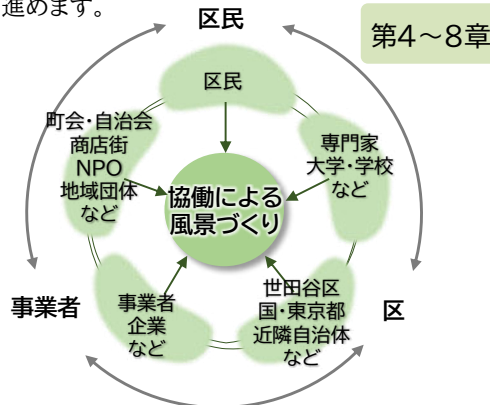 進めます。
区民
第4～8章
区民
町会・自治会
商店街
NPO
地域団体
など
専門家
大学・学校
など
協働による
風景づくり
事業者
事業者
企業
など
世田谷区
国・東京都
近隣自治体
など
区